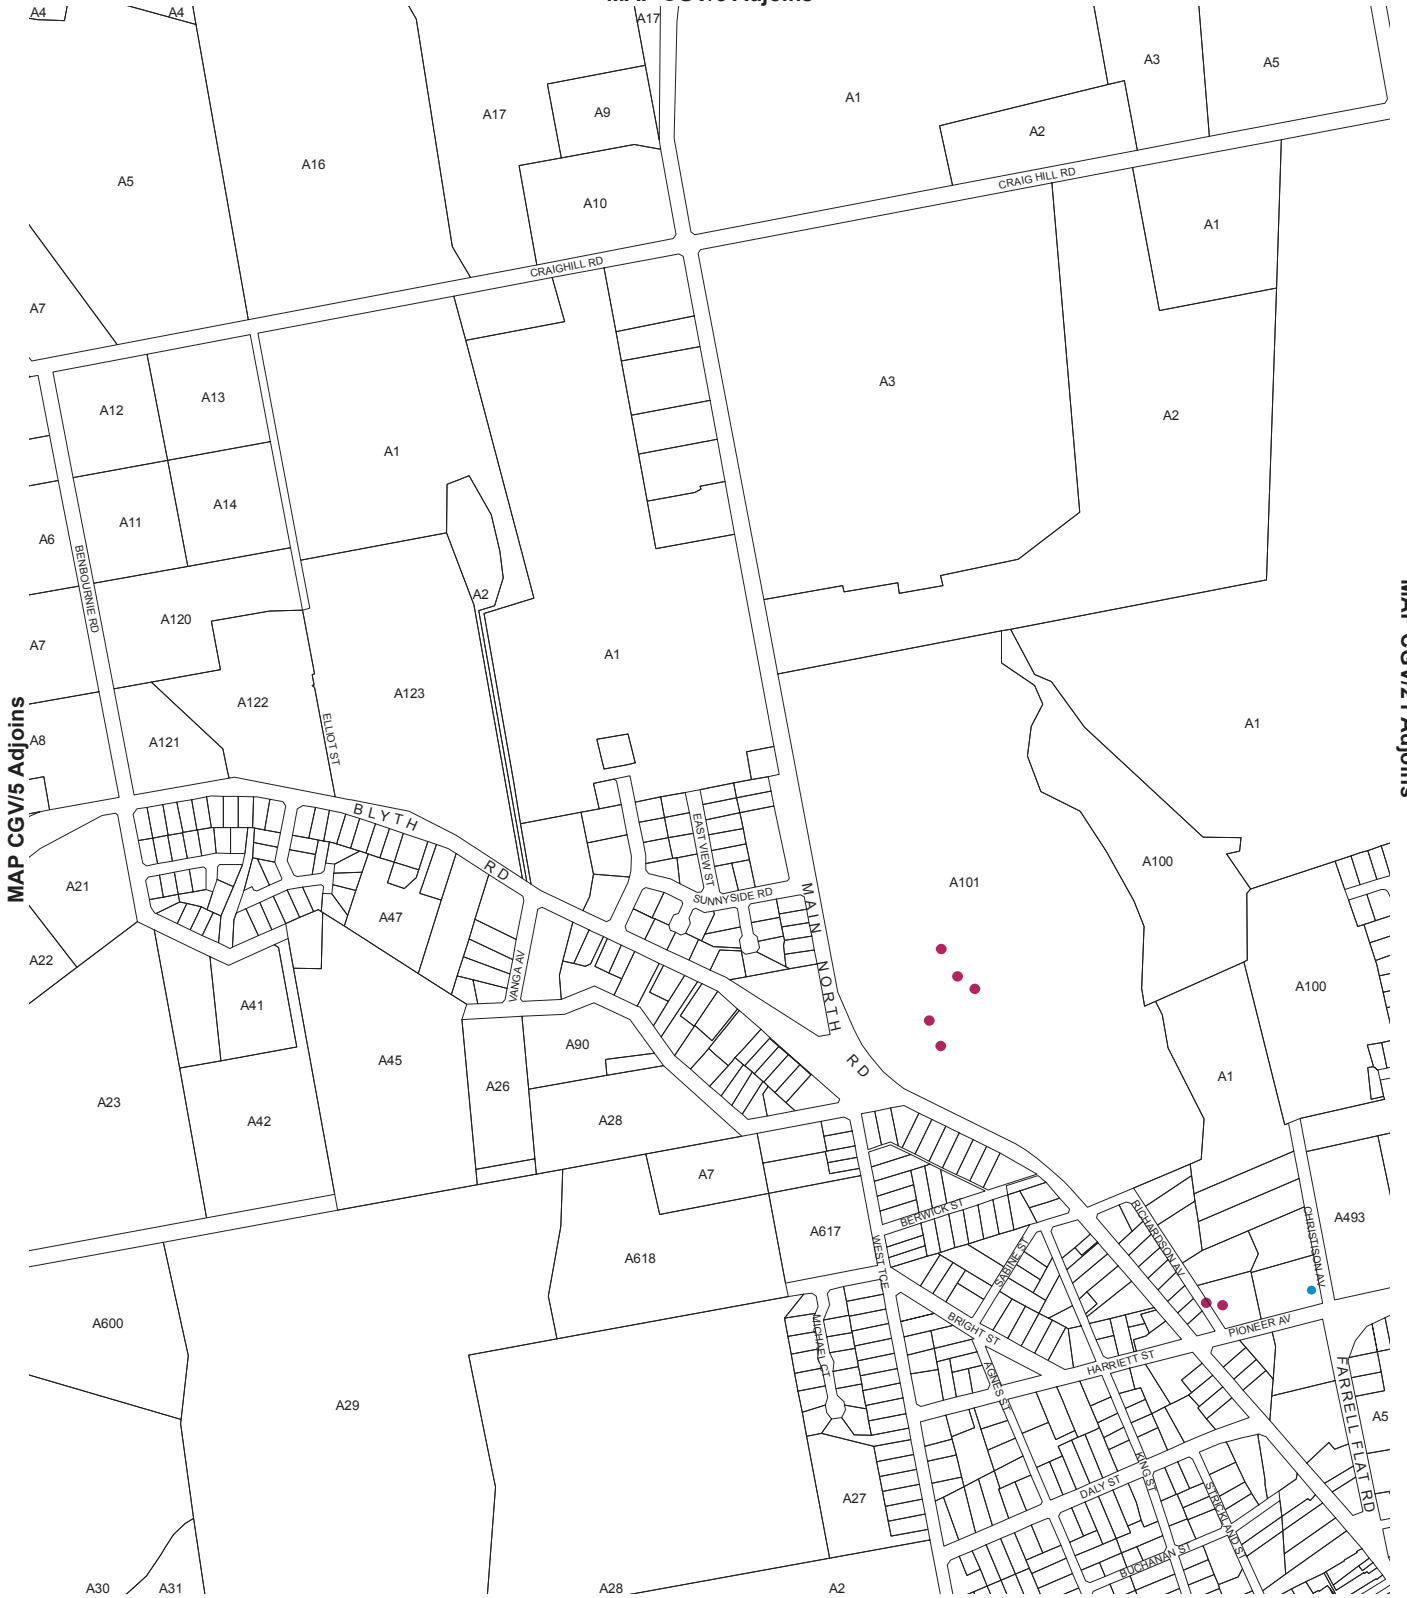 A4
A4
A17
A3
A5
A1
A17
A9
A2
A16
A5
CRAIG HILL RD
A10
A1
CRAIGHILL RD
A7
A3
A13
A12
A2
A1
A14
A11
A6
BENBOURNIE RD
A2
A120
A7
A1
A123
A122
ELLIOT ST
A1
A8
A121
MAP CGV/5 Adjoins
BLYTH RD
EAST VIEW ST
A100
A101
A21
SUNNYSIDE RD
MAIN NORTH RD
A47
A22
VANGA AV
A100
A41
A90
A45
A26
A1
A23
A42
A28
A7
BERWICK ST
RICHARDSON AV
CHRISTISON AV
A493
A617
A618
WEST TCE
SABINE ST
A600
MICHAEL CT
BRIGHT ST
PIONEER AV
HARRIETT ST
AGNES ST
FARRELL FLAT RD
A29
A5
KING ST
DALY ST
A27
STRICKLAND ST
BUCHANAN ST
A30
A31
A28
A2